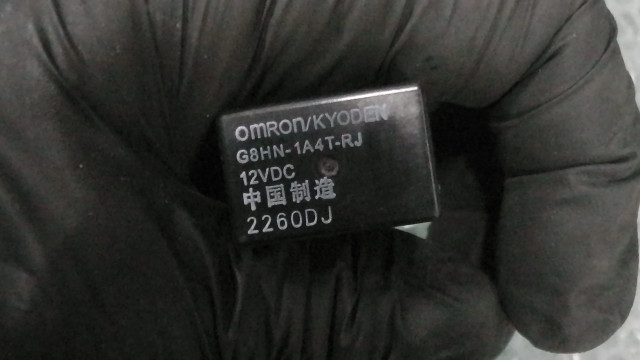 OMRON/KYODEN
G8HN-1A4T-RJ
12VDC
中国制造
2260DJ